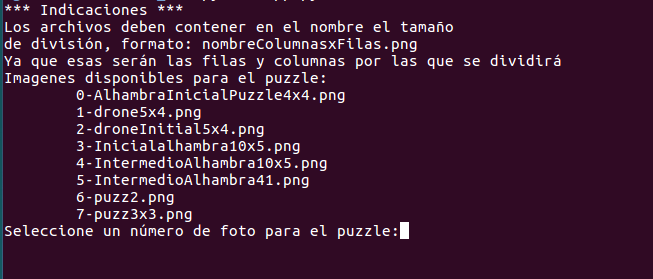 *** Indicaciones ***
Los archivos deben contener en el nombre el tamaño
de división, formato: nombreColumnasxFilas.png
Ya que esas serán las filas y columnas por las que se dividirá
Imagenes disponibles para el puzzle:
0-AlhambraInicialPuzzle4x4.png
1-drone5x4.png
2-droneInitial5x4.png
3-Inicialalhambra10x5.png
4-IntermedioAlhambra10x5.png
5-IntermedioAlhambra41.png
6-puzz2.png
7-puzz3x3.png
Seleccione un número de foto para el puzzle: